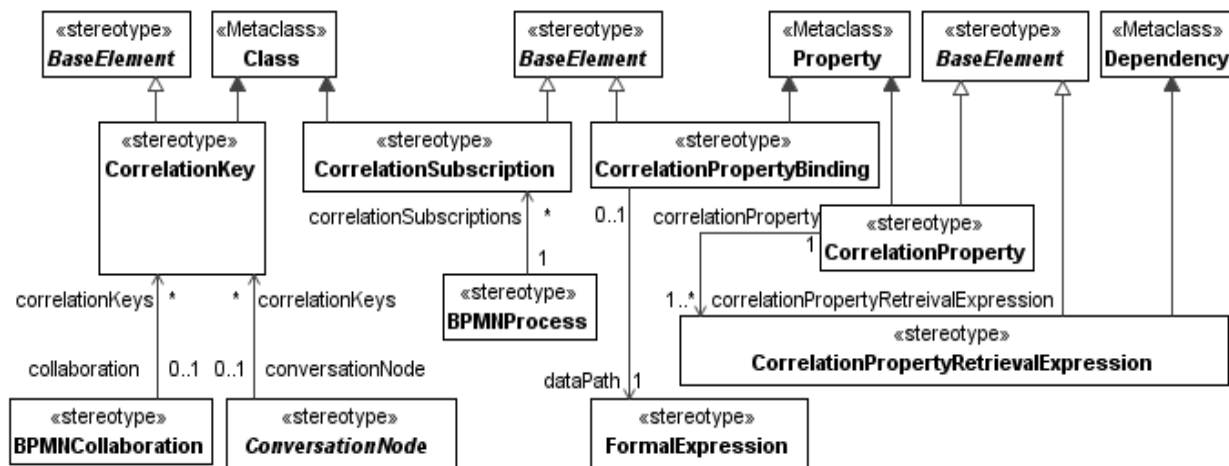 «stereotype»
BaseElement
«Metaclass»
Class
«stereotype»
BaseElement
«Metaclass»
Property
«stereotype»
BaseElement
«Metaclass»
Dependency
«stereotype»
CorrelationKey
«stereotype»
CorrelationSubscription
«stereotype»
CorrelationPropertyBinding
correlationSubscriptions
*
0..1
correlationProperty
1
«stereotype»
CorrelationProperty
1
«stereotype»
BPMNProcess
correlationKeys
*
*
correlationKeys
1..*
correlationPropertyRetreivalExpression
«stereotype»
CorrelationPropertyRetrievalExpression
collaboration
0..1
0..1
conversationNode
dataPath
1
«stereotype»
BPMNCollaboration
«stereotype»
ConversationNode
«stereotype»
FormalExpression